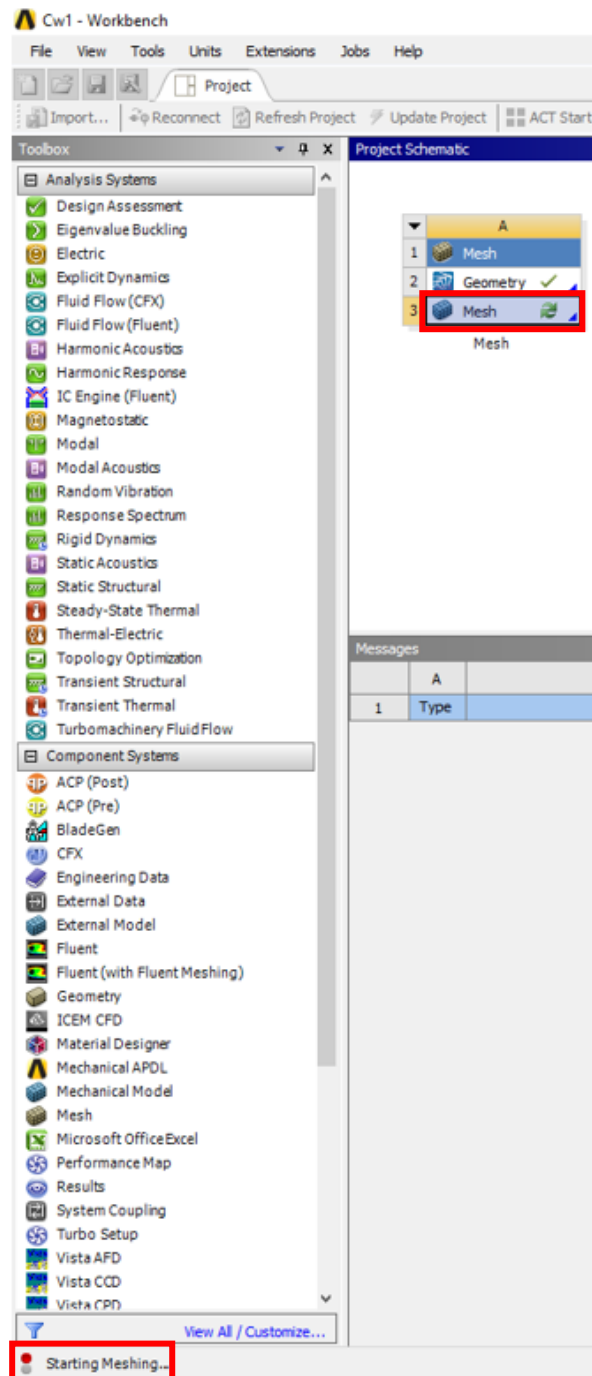 Cw1 - Workbench
File View Tools Units Extensions Jobs Help
Project
Import... Reconnect Refresh Project Update Project ACT Start
Toolbox
Project Schematic
Analysis Systems
Design Assessment
Eigenvalue Buckling
Electric
Explicit Dynamics
Fluid Flow (CFX)
Fluid Flow (Fluent)
Harmonic Acoustics
Harmonic Response
IC Engine (Fluent)
Magnetostatic
Modal
Modal Acoustics
Random Vibration
Response Spectrum
Rigid Dynamics
Static Acoustics
Static Structural
Steady-State Thermal
Thermal-Electric
Topology Optimization
Transient Structural
Transient Thermal
Turbomachinery Fluid Flow
Component Systems
ACP (Post)
ACP (Pre)
BladeGen
CFX
Engineering Data
External Data
External Model
Fluent
Fluent (with Fluent Meshing)
Geometry
ICEM CFD
Material Designer
Mechanical APDL
Mechanical Model
Mesh
Microsoft Office Excel
Performance Map
Results
System Coupling
Turbo Setup
Vista AFD
Vista CCD
Vista CPD
View All / Customize...
Starting Meshing...
A
1 Mesh
2 Geometry
3 Mesh
Mesh
Messages
A
1 Type